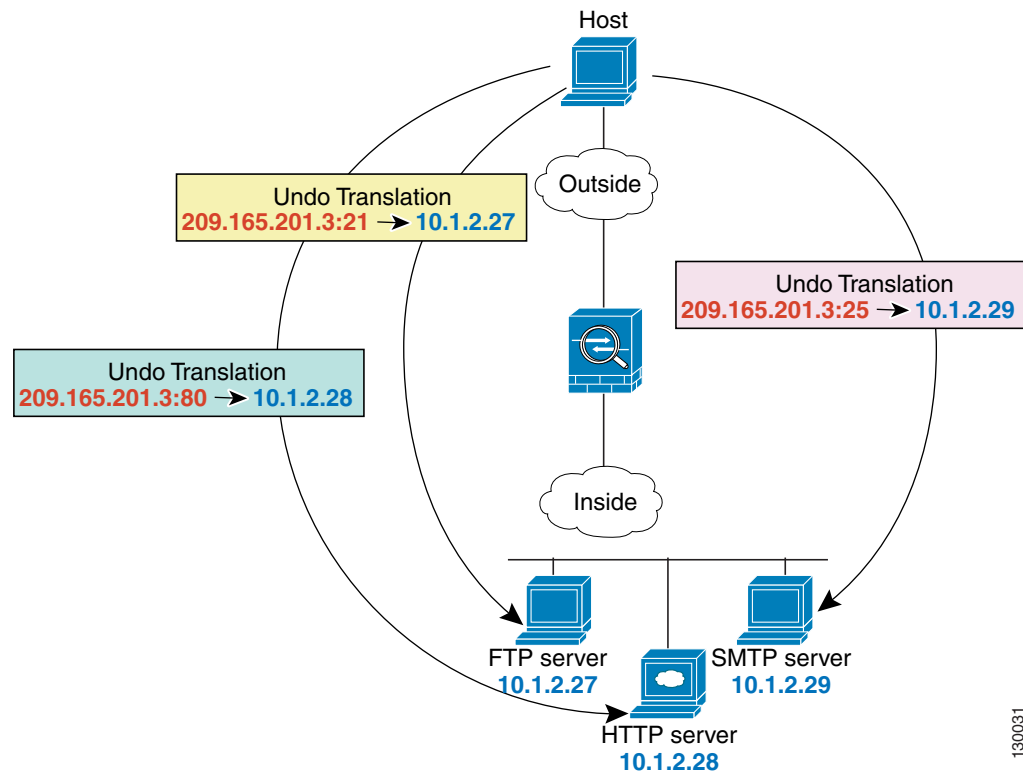 Host
Outside
Undo Translation
209.165.201.3:21 10.1.2.27
Undo Translation
209.165.201.3:25 10.1.2.29
Undo Translation
209.165.201.3:80 10.1.2.28
Inside
FTP server
10.1.2.27
SMTP server
10.1.2.29
HTTP server
10.1.2.28
130031